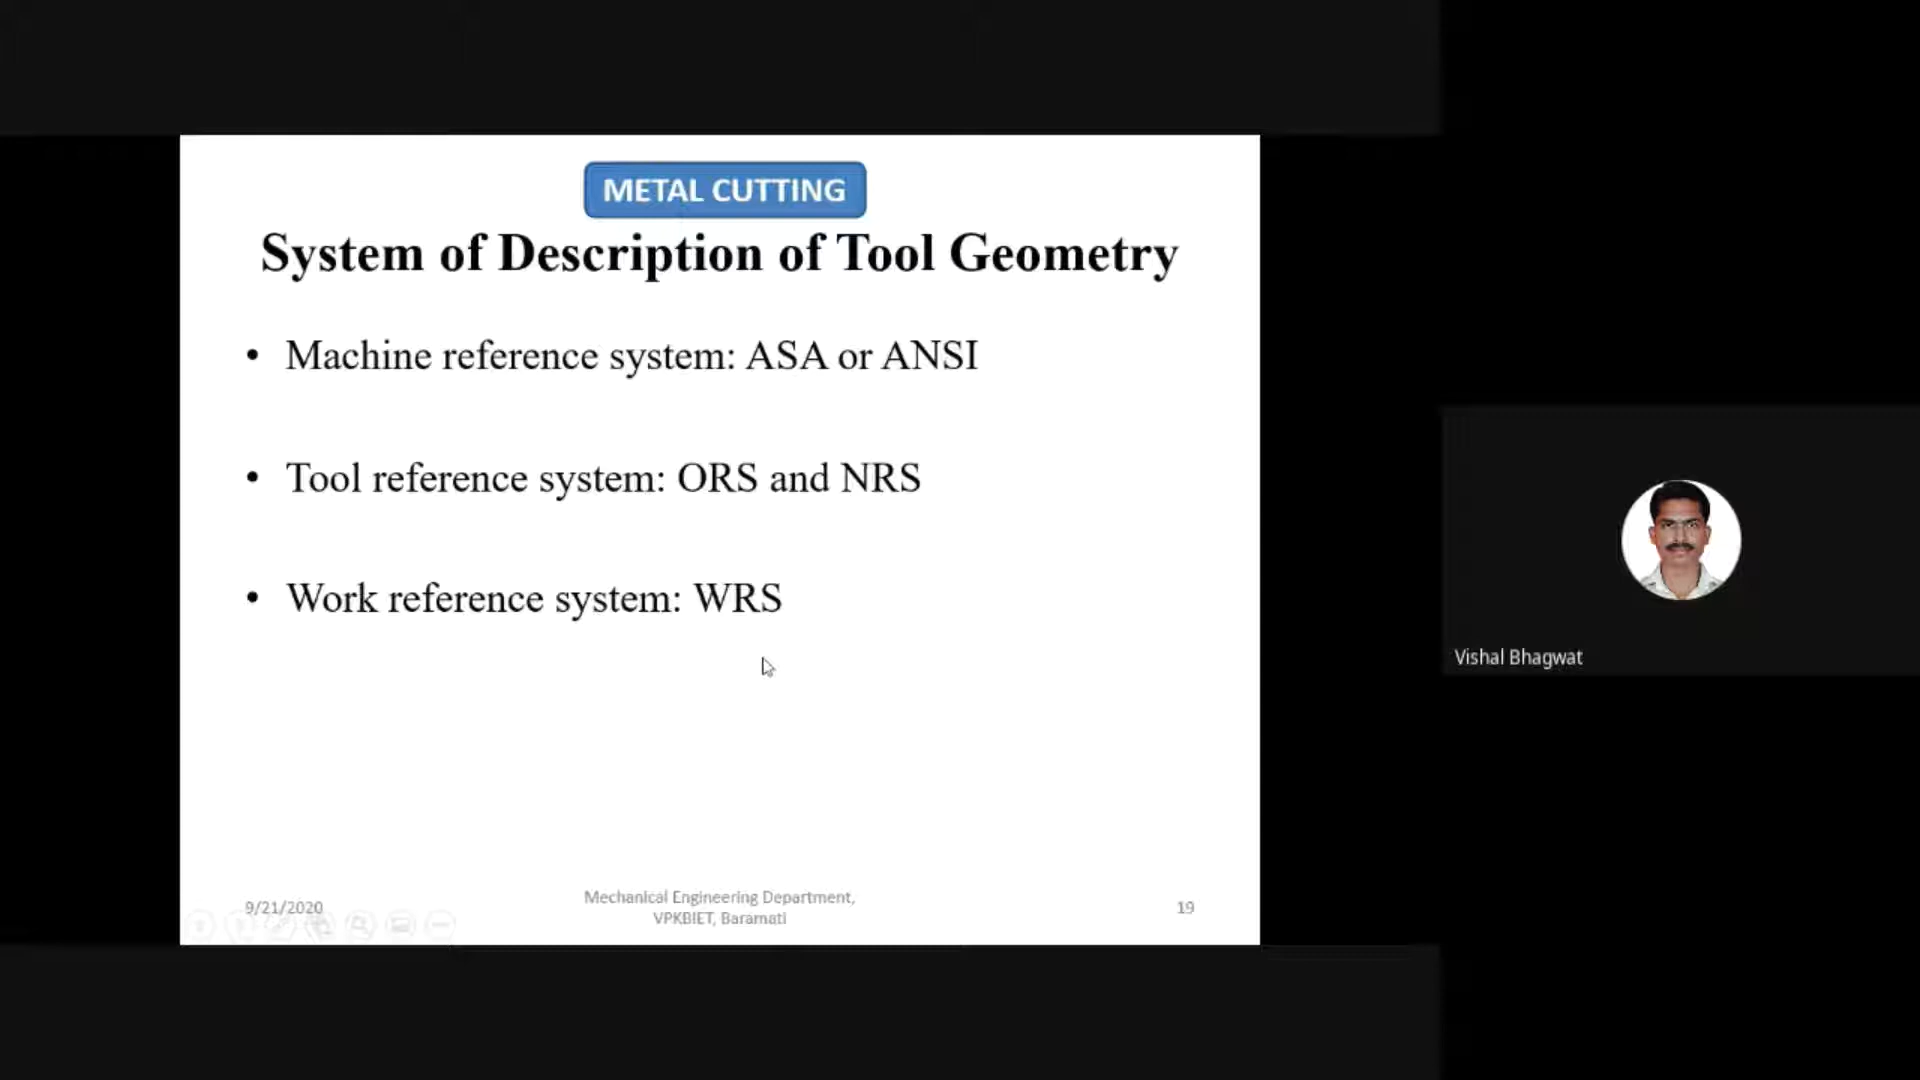 METAL CUTTING
System of Description of Tool Geometry
• Machine reference system: ASA or ANSI
• Tool reference system: ORS and NRS
• Work reference system: WRS
9/21/2020
Mechanical Engineering Department,
VPKBIET, Baramati
19
Vishal Bhagwat